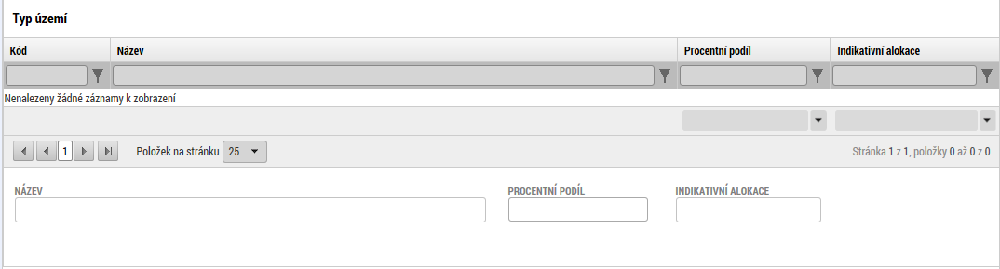 Typ území
Kód Název Procentní podíl Indikativní alokace
Nenalezeny žádné záznamy k zobrazení
1 Položek na stránku 25 Stránka 1 z 1, položky 0 až 0 z 0
NÁZEV PROCENTNÍ PODÍL INDIKATIVNÍ ALOKACE